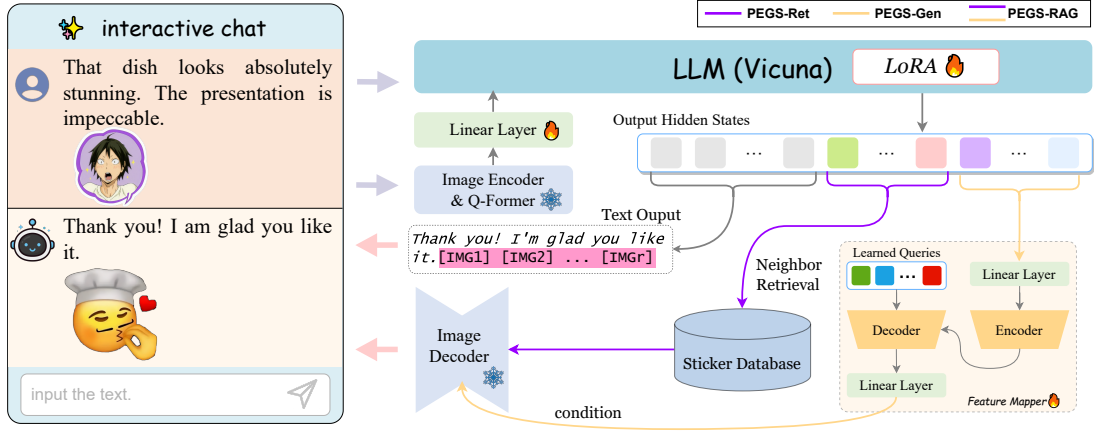 PEGS-Ret PEGS-Gen PEGS-RAG
interactive chat
That dish looks absolutely
stunning. The presentation is
impeccable.
Thank you! I am glad you like
it.
input the text.
LLM (Vicuna) LoRA
Linear Layer
Image Encoder
& Q-Former
Output Hidden States
... ... ...
Text Ouput
Thank you! I'm glad you like
it.[IMG1] [IMG2] ... [IMGr]
Neighbor
Retrieval
Learned Queries
...
Linear Layer
Decoder
Encoder
Linear Layer
Feature Mapper
Image
Decoder
Sticker Database
condition